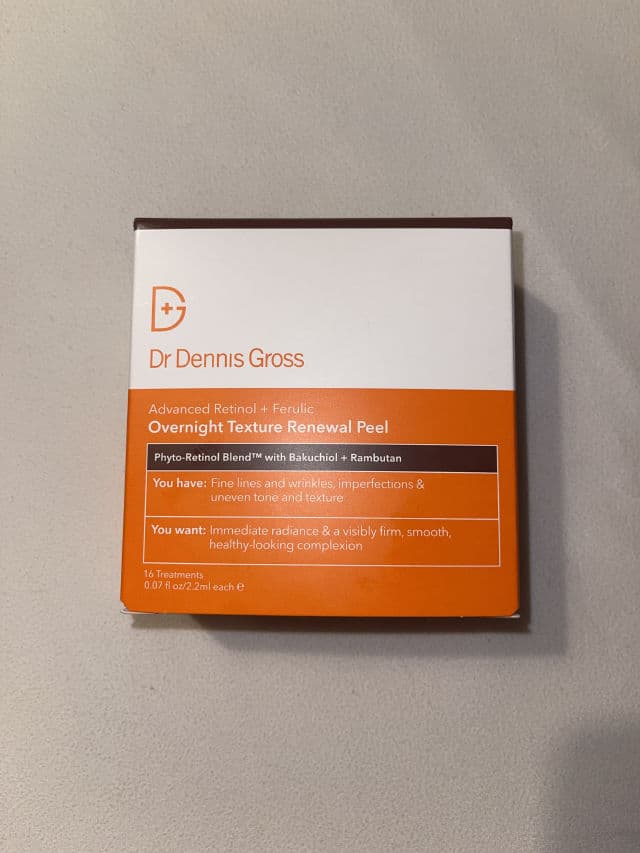 Dr Dennis Gross
Advanced Retinol + Ferulic
Overnight Texture Renewal Peel
Phyto-Retinol Blend™ with Bakuchiol + Rambutan
You have: Fine lines and wrinkles, imperfections &
uneven tone and texture
You want: Immediate radiance & a visibly firm, smooth,
healthy-looking complexion
16 Treatments
0.07 fl oz/2.2ml each ℮